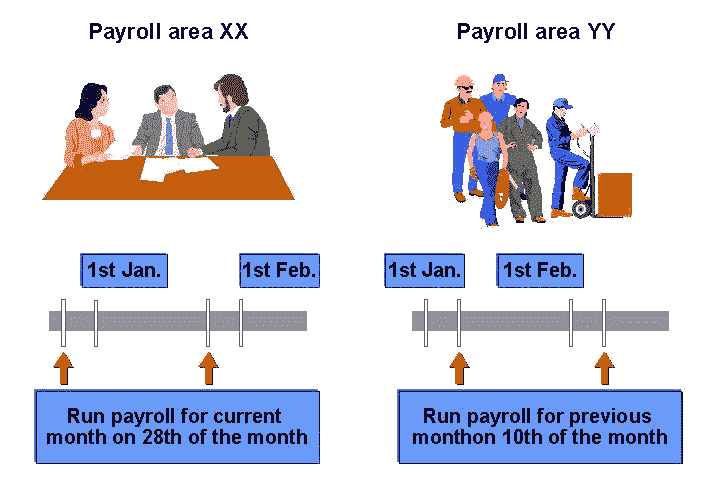 Payroll area XX
Payroll area YY
1st Jan.
1st Feb.
1st Jan.
1st Feb.
Run payroll for current
month on 28th of the month
Run payroll for previous
monthon 10th of the month